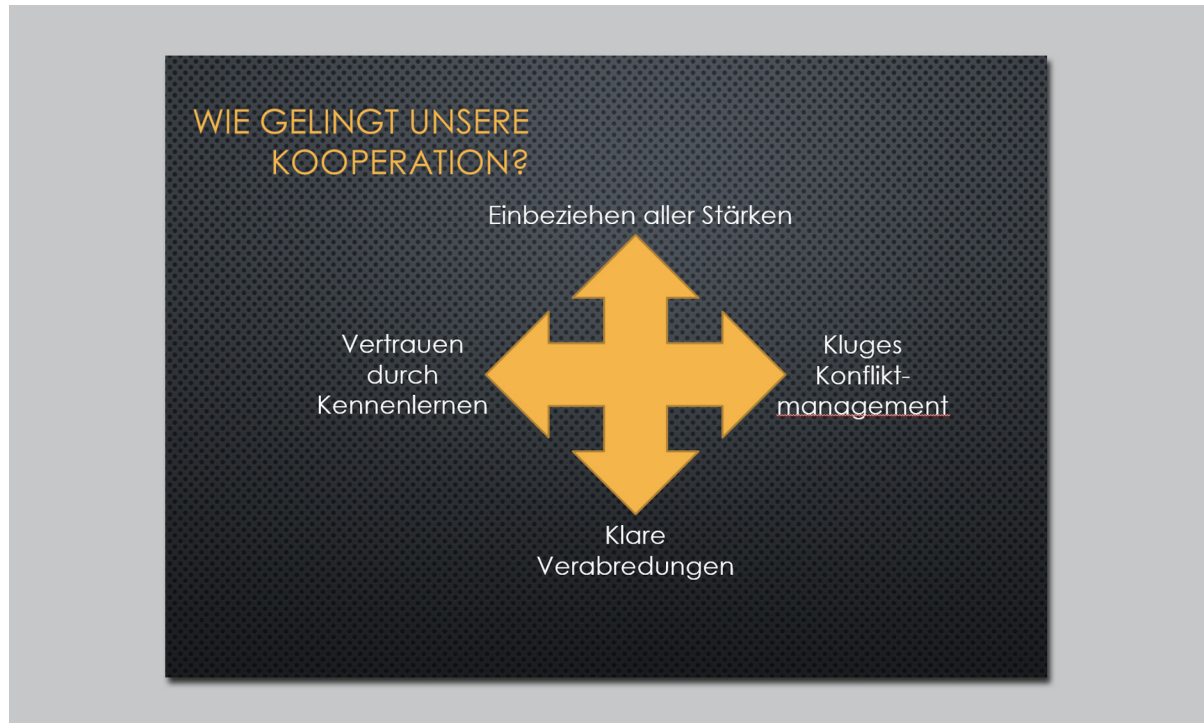 WIE GELINGT UNSERE
KOOPERATION?
Einbeziehen aller Stärken
Vertrauen
durch
Kennenlernen
Kluges
Konflikt-
management
Klare
Verabredungen